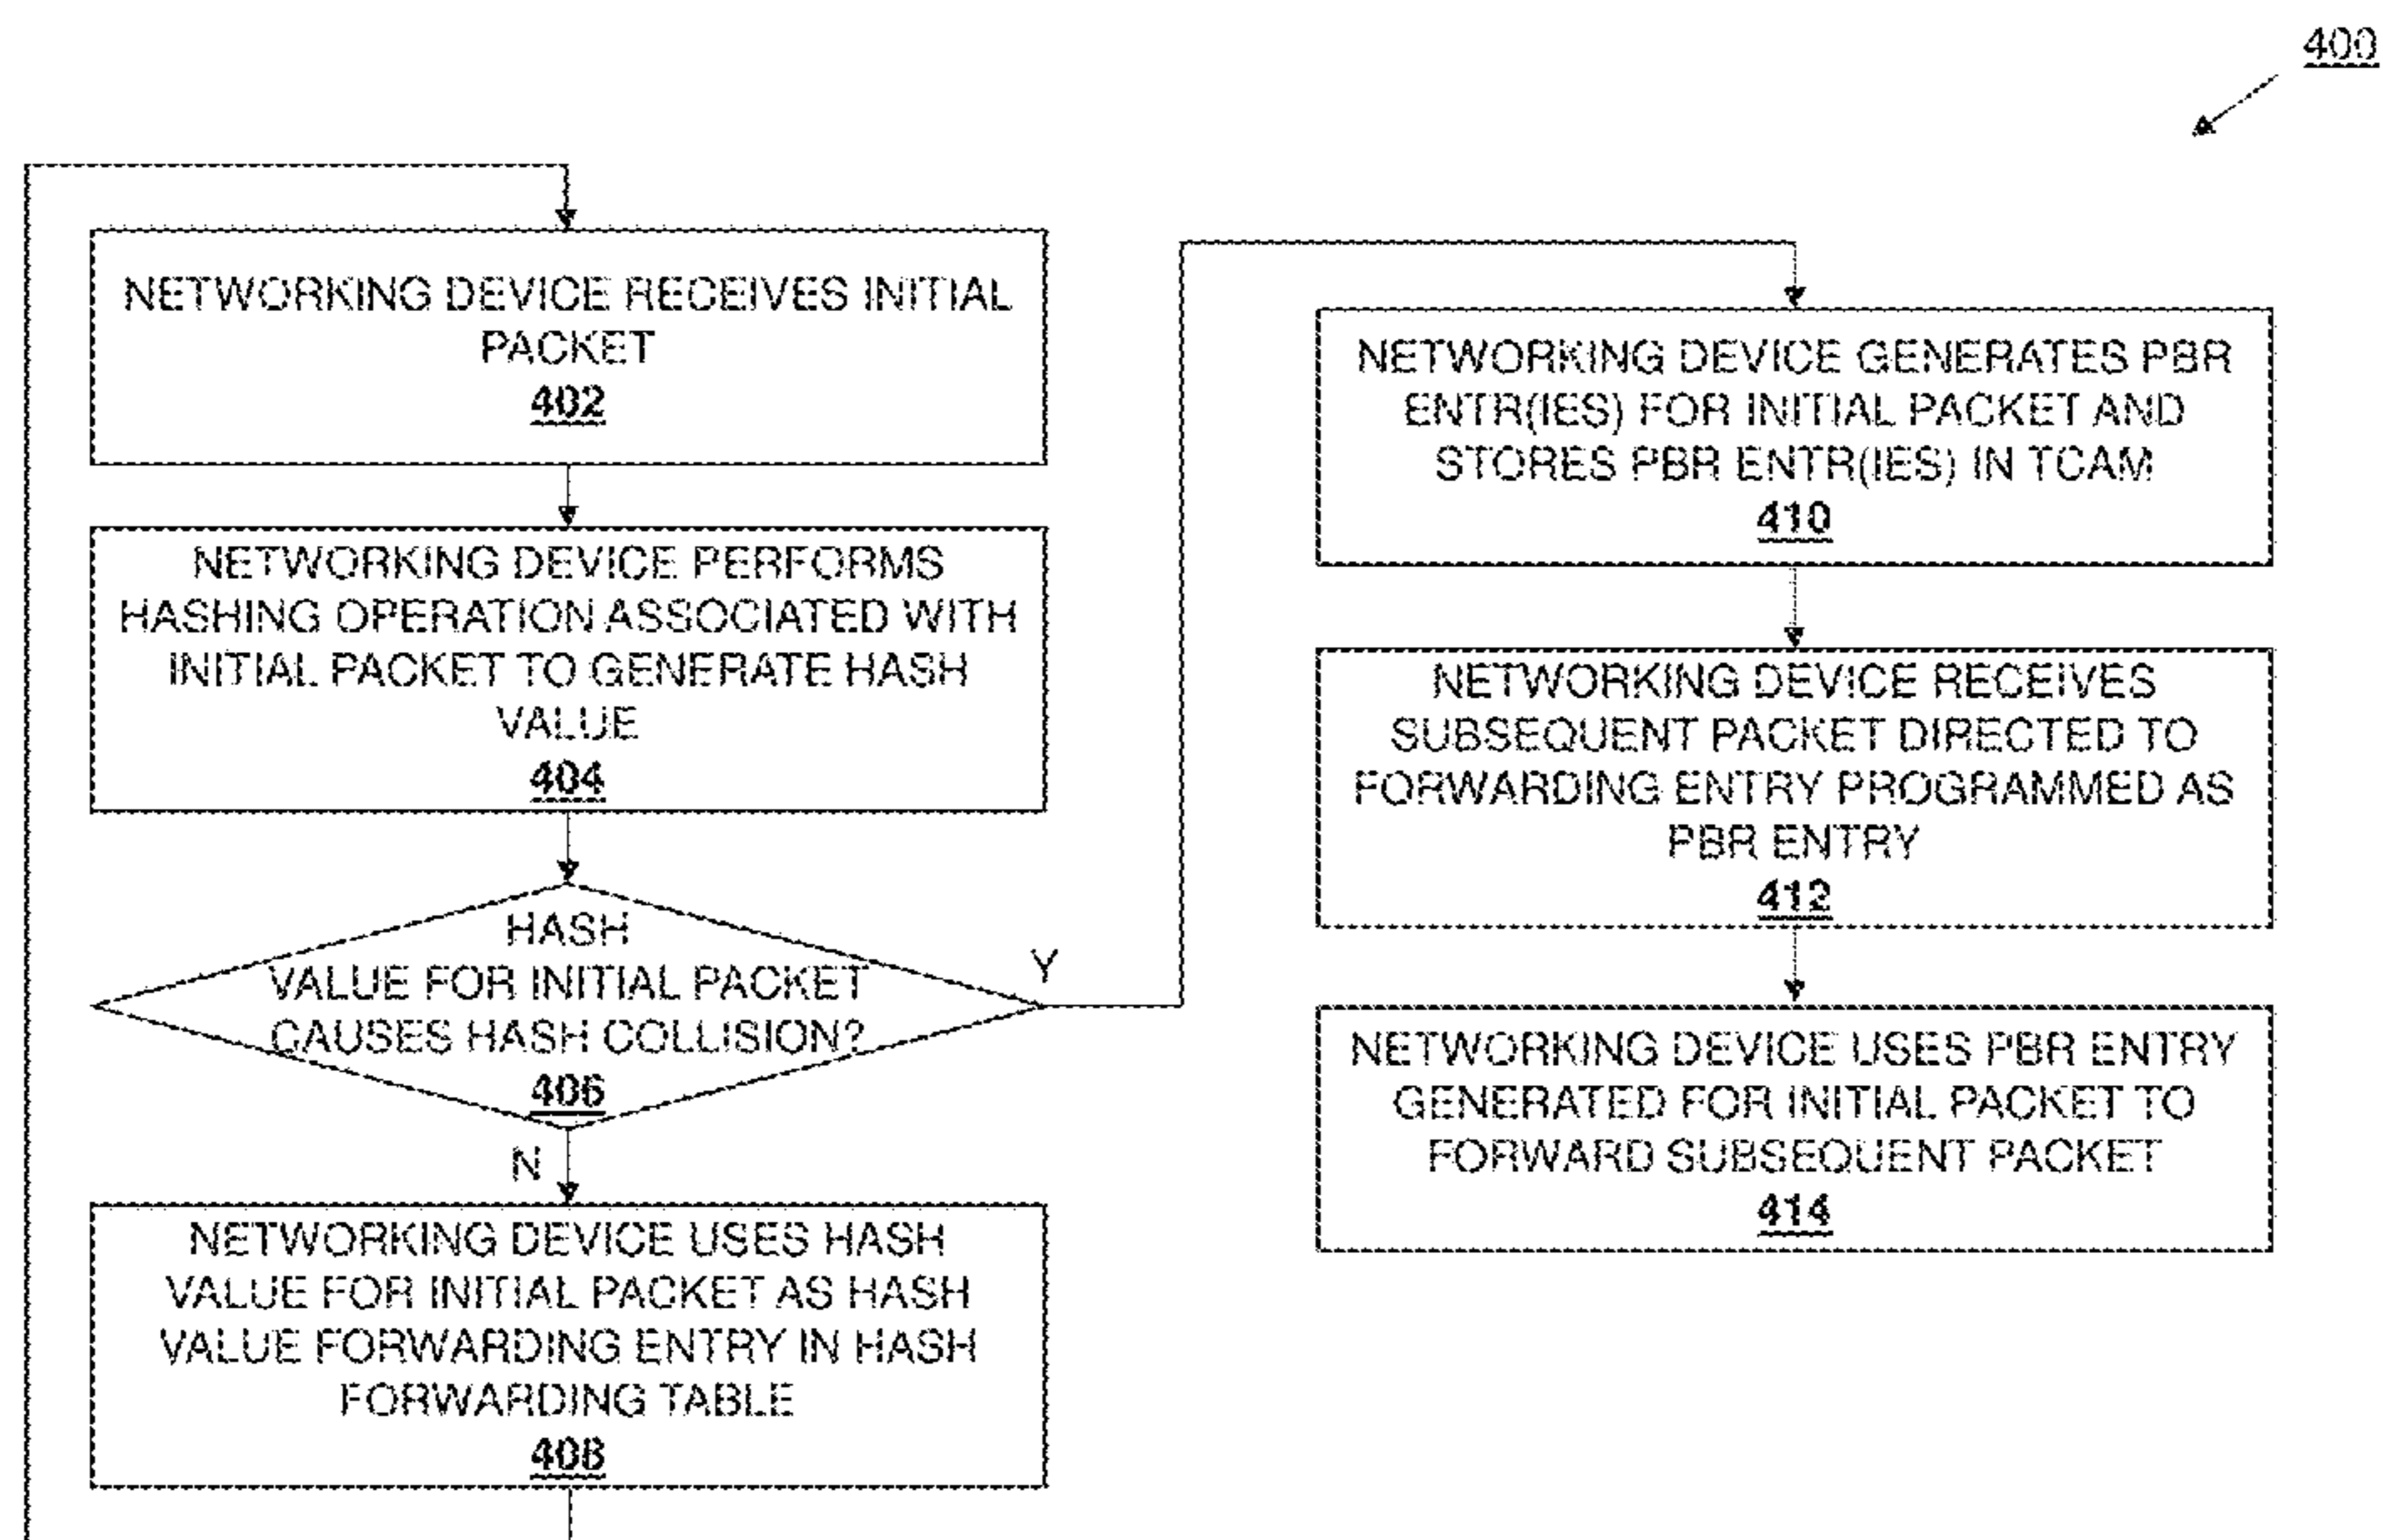 400
NETWORKING DEVICE RECEIVES INITIAL
PACKET
402
NETWORKING DEVICE PERFORMS
HASHING OPERATION ASSOCIATED WITH
INITIAL PACKET TO GENERATE HASH
VALUE
404
HASH
VALUE FOR INITIAL PACKET
CAUSES HASH COLLISION?
406
Y
N
NETWORKING DEVICE USES HASH
VALUE FOR INITIAL PACKET AS HASH
VALUE FORWARDING ENTRY IN HASH
FORWARDING TABLE
408
NETWORKING DEVICE GENERATES PBR
ENTR(IES) FOR INITIAL PACKET AND
STORES PBR ENTR(IES) IN TCAM
410
NETWORKING DEVICE RECEIVES
SUBSEQUENT PACKET DIRECTED TO
FORWARDING ENTRY PROGRAMMED AS
PBR ENTRY
412
NETWORKING DEVICE USES PBR ENTRY
GENERATED FOR INITIAL PACKET TO
FORWARD SUBSEQUENT PACKET
414